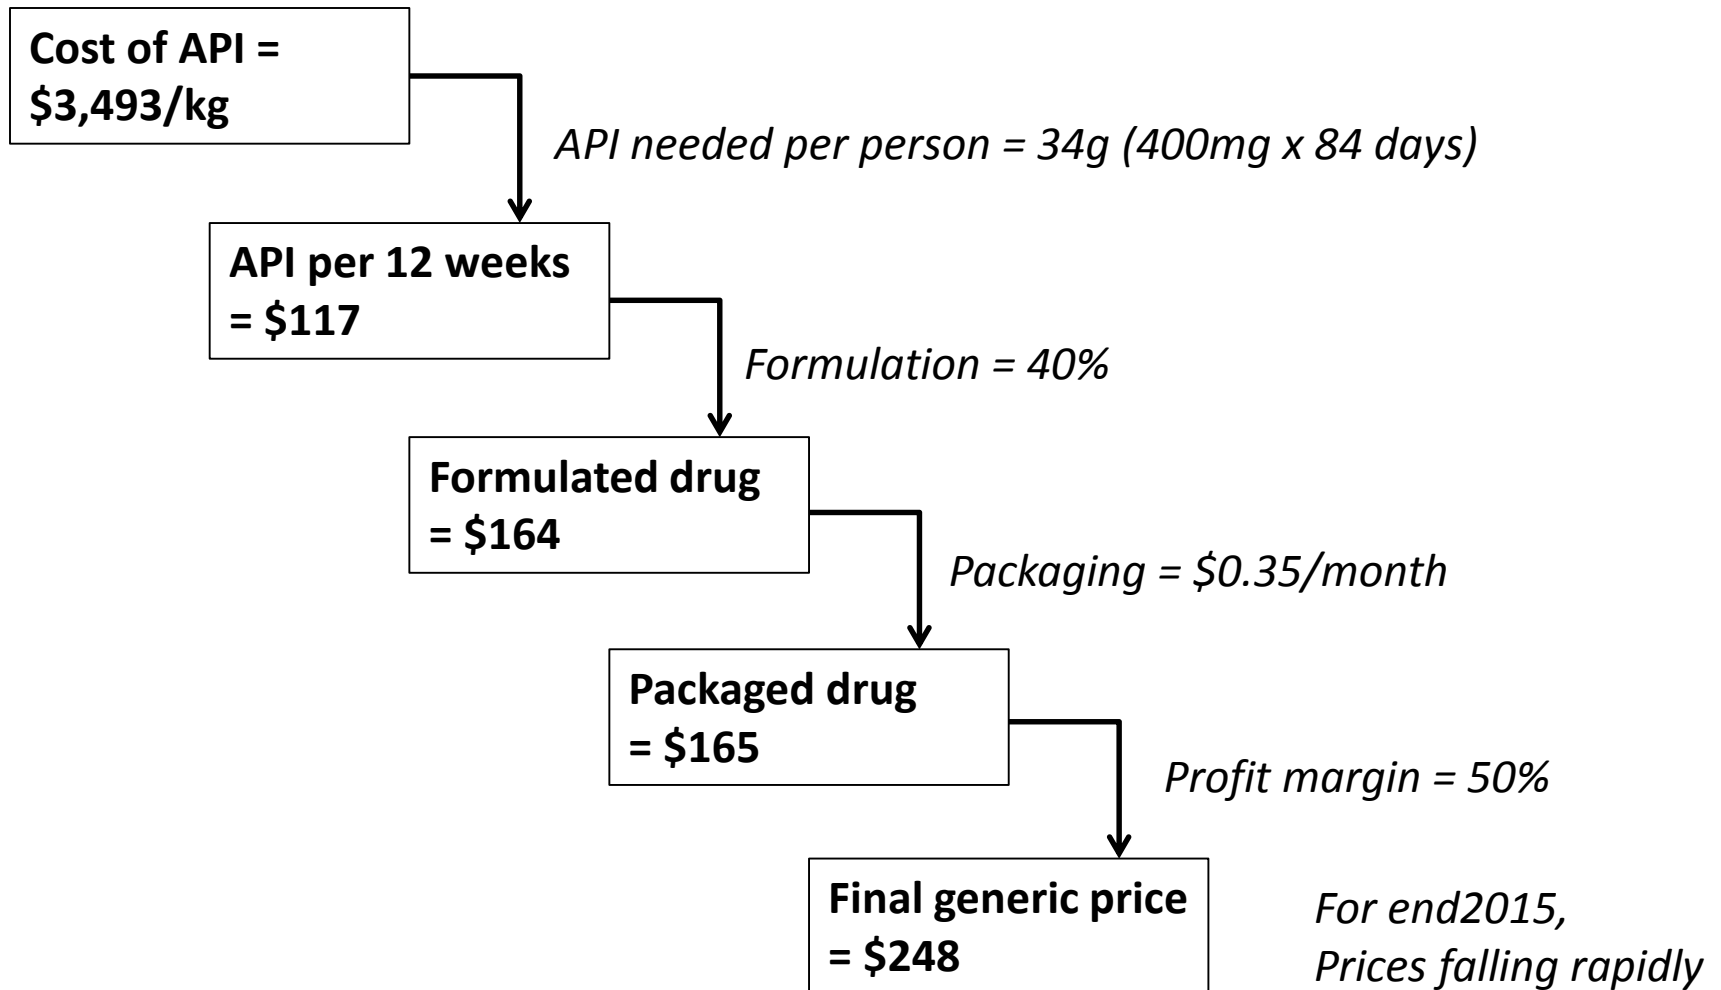 Cost of API =
$3,493/kg
API needed per person = 34g (400mg x 84 days)
API per 12 weeks
= $117
Formulation = 40%
Formulated drug
= $164
Packaging = $0.35/month
Packaged drug
= $165
Profit margin = 50%
Final generic price
= $248
For end2015,
Prices falling rapidly